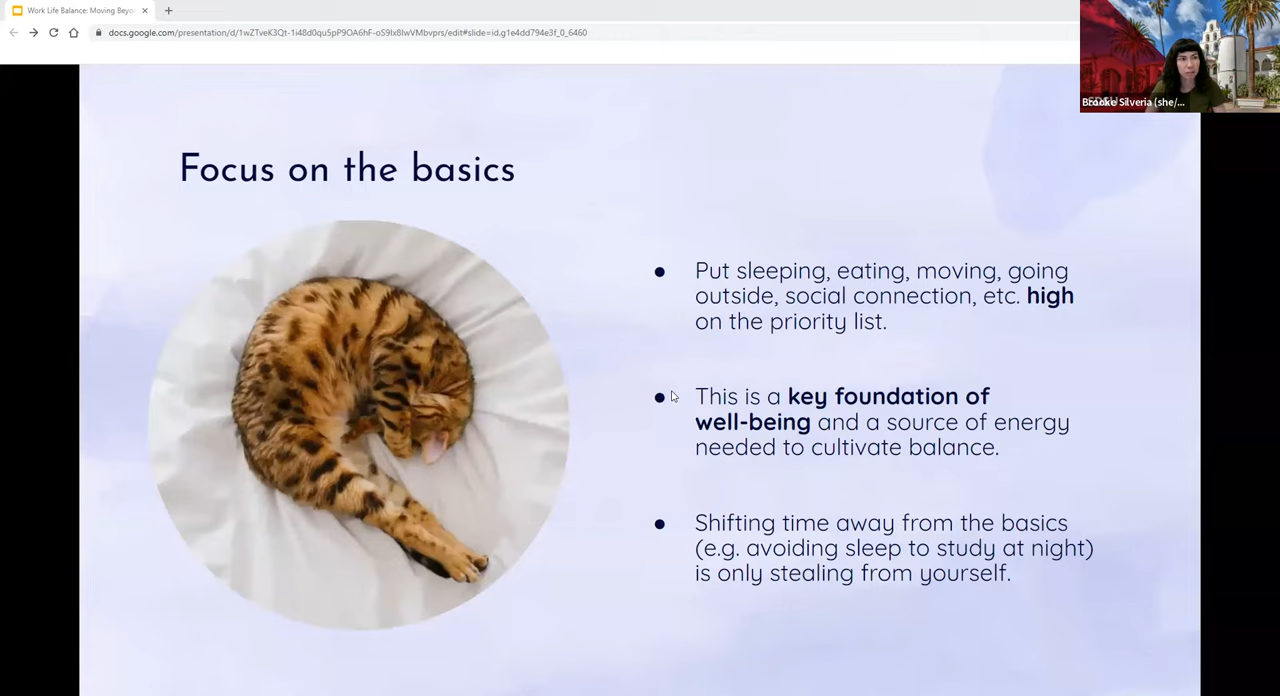 Work Life Balance: Moving Beyo
docs.google.com/presentation/d/1wZTveK3Qt-1i48d0qu5pP9OA6hF-oS9Ix8IwVMbvprs/edit#slide=id.g1e4dd794e3f_0_6460
Brooke Silveria (she/...
Focus on the basics
● Put sleeping, eating, moving, going
outside, social connection, etc. high
on the priority list.
● This is a key foundation of
well-being and a source of energy
needed to cultivate balance.
● Shifting time away from the basics
(e.g. avoiding sleep to study at night)
is only stealing from yourself.